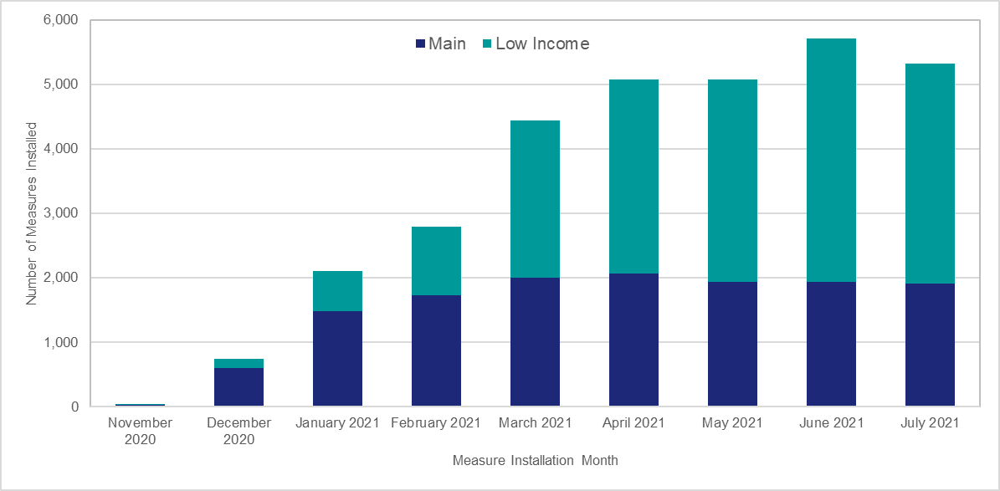 6,000
Main Low Income
5,000
4,000
3,000
2,000
1,000
0
Number of Measures Installed
November 2020
December 2020
January 2021
February 2021
March 2021
April 2021
May 2021
June 2021
July 2021
Measure Installation Month